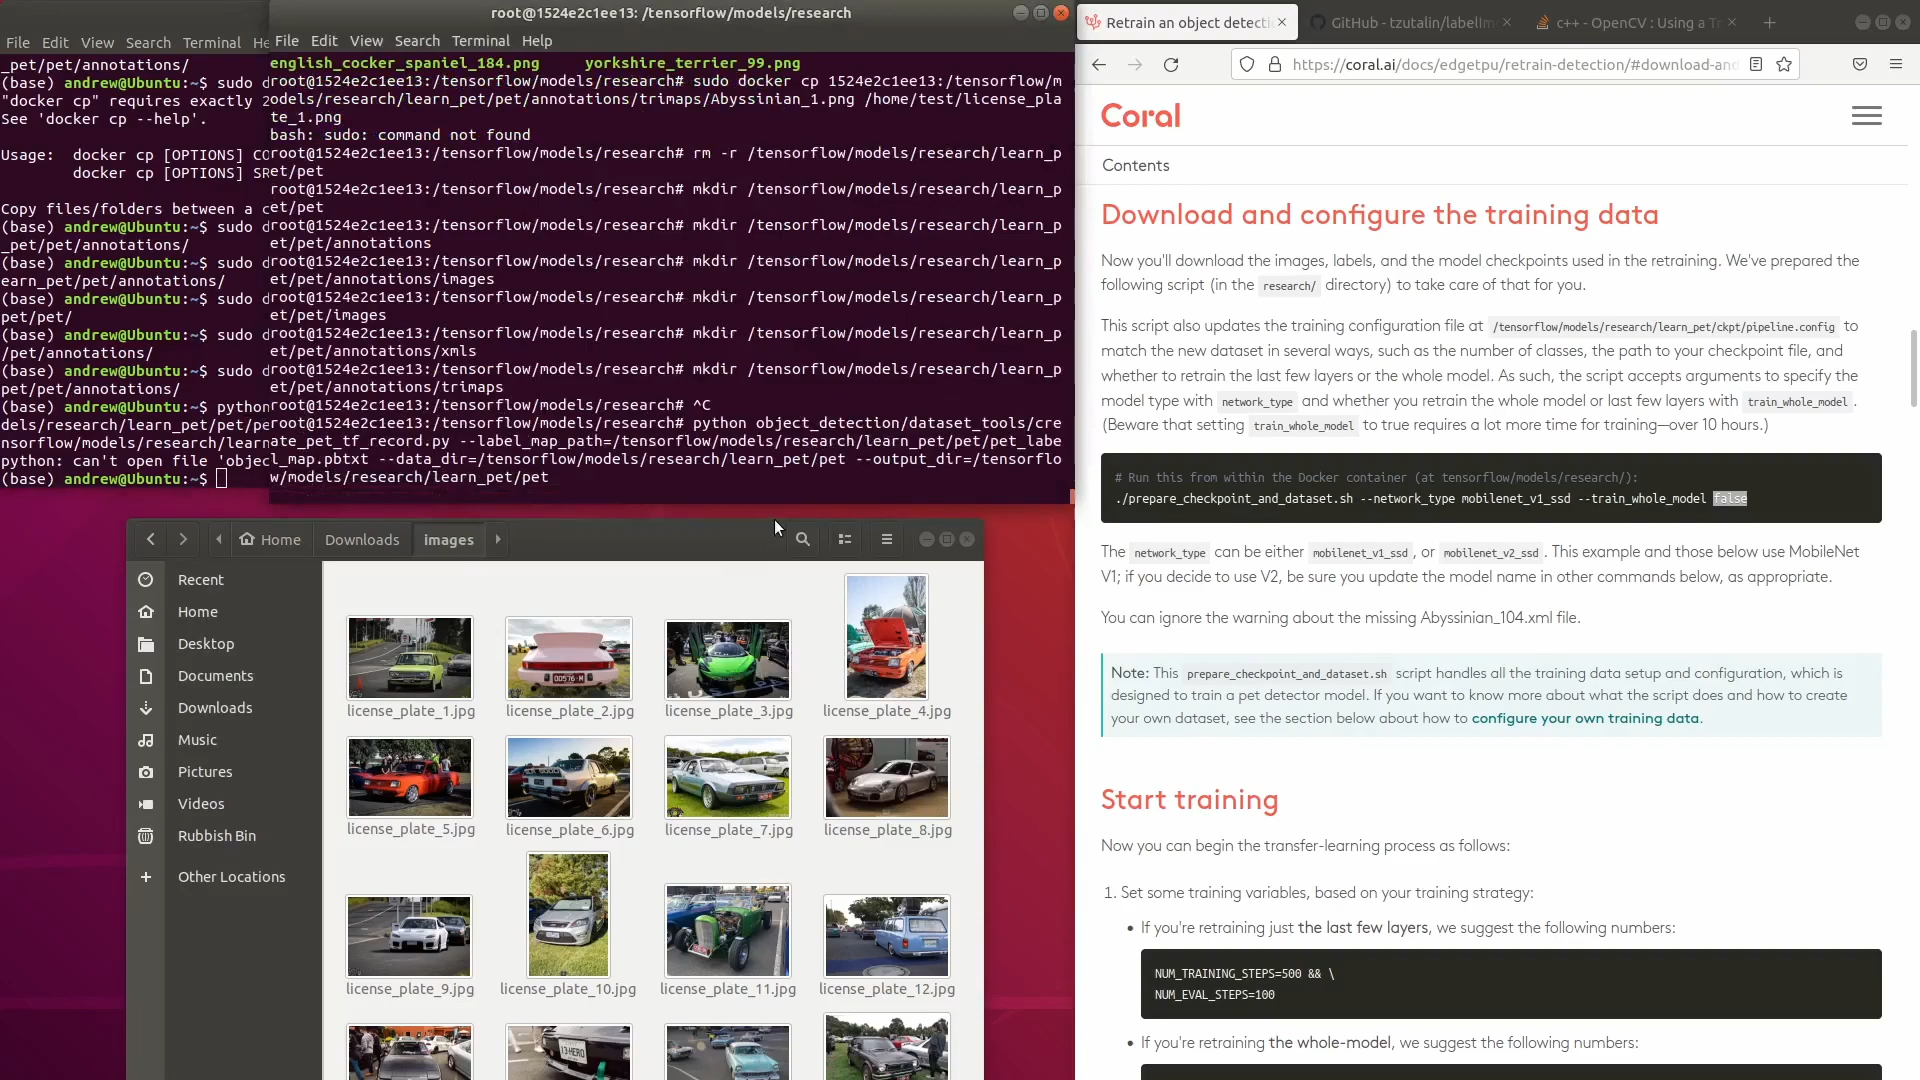 File Edit View Search Terminal He
_pet/pet/annotations/
(base) andrew@Ubuntu:~$ sudo d
"docker cp" requires exactly 2
See 'docker cp --help'.
Usage:  docker cp [OPTIONS] CO
        docker cp [OPTIONS] SR
Copy files/folders between a c
(base) andrew@Ubuntu:~$ sudo d
_pet/pet/annotations/
(base) andrew@Ubuntu:~$ sudo d
earn_pet/pet/annotations/
(base) andrew@Ubuntu:~$ sudo d
pet/pet/
(base) andrew@Ubuntu:~$ sudo d
/pet/annotations/
(base) andrew@Ubuntu:~$ sudo d
pet/pet/annotations/
(base) andrew@Ubuntu:~$ python
dels/research/learn_pet/pet/pe
nsorflow/models/research/learn
python: can't open file 'objec
(base) andrew@Ubuntu:~$
root@1524e2c1ee13: /tensorflow/models/research
File Edit View Search Terminal Help
english_cocker_spaniel_184.png     yorkshire_terrier_99.png
root@1524e2c1ee13:/tensorflow/models/research# sudo docker cp 1524e2c1ee13:/tensorflow/m
odels/research/learn_pet/pet/annotations/trimaps/Abyssinian_1.png /home/test/license_pla
te_1.png
bash: sudo: command not found
root@1524e2c1ee13:/tensorflow/models/research# rm -r /tensorflow/models/research/learn_p
et/pet
root@1524e2c1ee13:/tensorflow/models/research# mkdir /tensorflow/models/research/learn_p
et/pet
root@1524e2c1ee13:/tensorflow/models/research# mkdir /tensorflow/models/research/learn_p
et/pet/annotations
root@1524e2c1ee13:/tensorflow/models/research# mkdir /tensorflow/models/research/learn_p
et/pet/annotations/images
root@1524e2c1ee13:/tensorflow/models/research# mkdir /tensorflow/models/research/learn_p
et/pet/images
root@1524e2c1ee13:/tensorflow/models/research# mkdir /tensorflow/models/research/learn_p
et/pet/annotations/xmls
root@1524e2c1ee13:/tensorflow/models/research# mkdir /tensorflow/models/research/learn_p
et/pet/annotations/trimaps
root@1524e2c1ee13:/tensorflow/models/research# ^C
root@1524e2c1ee13:/tensorflow/models/research# python object_detection/dataset_tools/cre
ate_pet_tf_record.py --label_map_path=/tensorflow/models/research/learn_pet/pet/pet_labe
l_map.pbtxt --data_dir=/tensorflow/models/research/learn_pet/pet --output_dir=/tensorflo
w/models/research/learn_pet/pet
Home Downloads images
Recent
Home
Desktop
Documents
Downloads
Music
Pictures
Videos
Rubbish Bin
Other Locations
license_plate_1.jpg license_plate_2.jpg license_plate_3.jpg license_plate_4.jpg
license_plate_5.jpg license_plate_6.jpg license_plate_7.jpg license_plate_8.jpg
license_plate_9.jpg license_plate_10.jpg license_plate_11.jpg license_plate_12.jpg
13-HERO
Retrain an object detecti GitHub - tzutalin/labelIm c++ - OpenCV : Using a Tr
https://coral.ai/docs/edgetpu/retrain-detection/#download-and
Coral
Contents
Download and configure the training data
Now you'll download the images, labels, and the model checkpoints used in the retraining. We've prepared the
following script (in the research/ directory) to take care of that for you.
This script also updates the training configuration file at /tensorflow/models/research/learn_pet/ckpt/pipeline.config to
match the new dataset in several ways, such as the number of classes, the path to your checkpoint file, and
whether to retrain the last few layers or the whole model. As such, the script accepts arguments to specify the
model type with network_type and whether you retrain the whole model or last few layers with train_whole_model .
(Beware that setting train_whole_model to true requires a lot more time for training—over 10 hours.)
# Run this from within the Docker container (at tensorflow/models/research/):
./prepare_checkpoint_and_dataset.sh --network_type mobilenet_v1_ssd --train_whole_model false
The network_type can be either mobilenet_v1_ssd , or mobilenet_v2_ssd . This example and those below use MobileNet
V1; if you decide to use V2, be sure you update the model name in other commands below, as appropriate.
You can ignore the warning about the missing Abyssinian_104.xml file.
Note: This prepare_checkpoint_and_dataset.sh script handles all the training data setup and configuration, which is
designed to train a pet detector model. If you want to know more about what the script does and how to create
your own dataset, see the section below about how to configure your own training data.
Start training
Now you can begin the transfer-learning process as follows:
1. Set some training variables, based on your training strategy:
• If you're retraining just the last few layers, we suggest the following numbers:
NUM_TRAINING_STEPS=500 && \
NUM_EVAL_STEPS=100
• If you're retraining the whole-model, we suggest the following numbers: